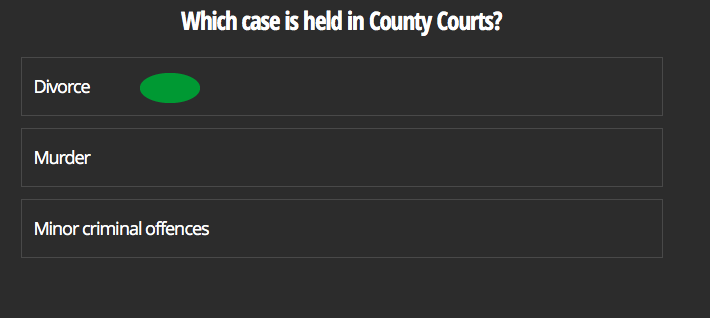 Which case is held in County Courts?
Divorce
Murder
Minor criminal offences